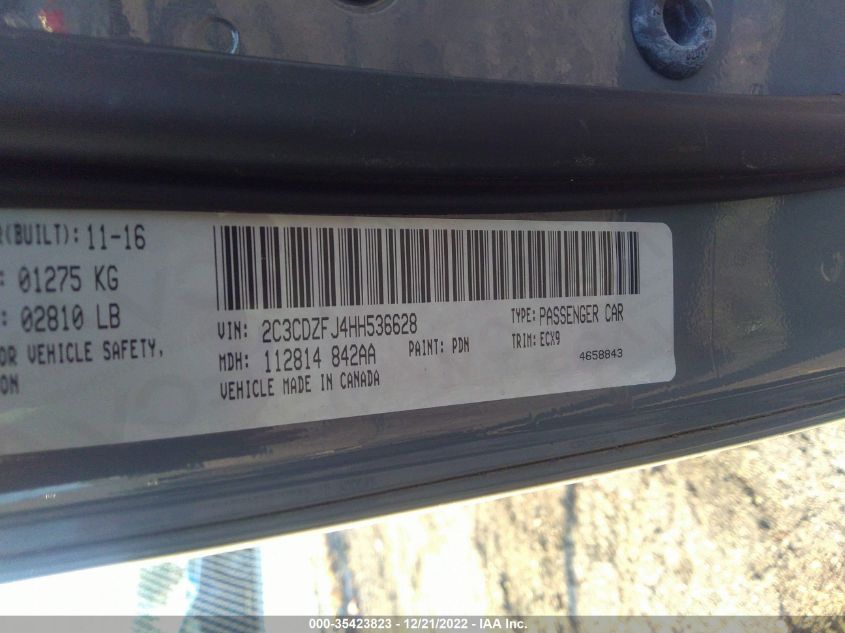 R(BUILT): 11-16
: 01275 KG
: 02810 LB
OR VEHICLE SAFETY,
ON
VIN: 2C3CDZFJ4HH536628
TYPE: PASSENGER CAR
MDH: 112814 842AA
PAINT: PDN
TRIM: ECX9
VEHICLE MADE IN CANADA
4658843
000-35423823 - 12/21/2022 - IAA Inc.